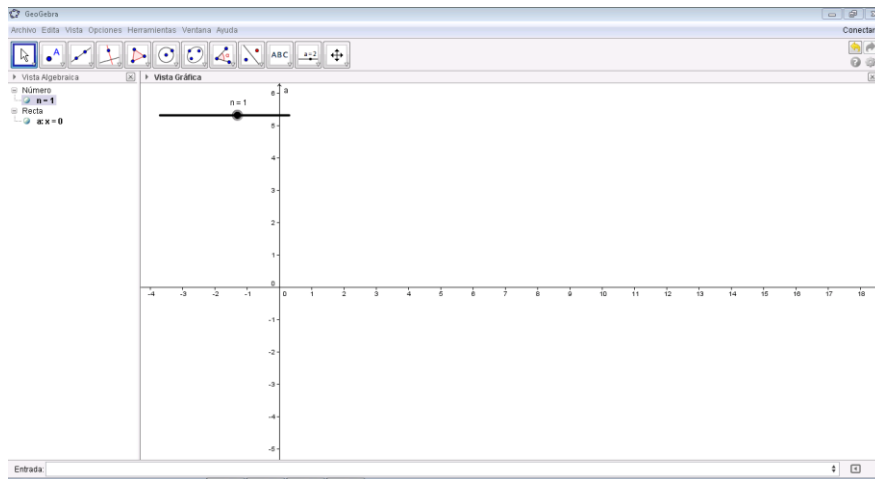 GeoGebra
Archivo Edita Vista Opciones Herramientas Ventana Ayuda
Conectar
A
ABC
a=2
Vista Algebraica
Vista Gráfica
Número
n = 1
Recta
a: x = 0
n = 1
a
6
5
4
3
2
1
0
-4 -3 -2 -1 0 1 2 3 4 5 6 7 8 9 10 11 12 13 14 15 16 17 18
-1
-2
-3
-4
-5
Entrada: